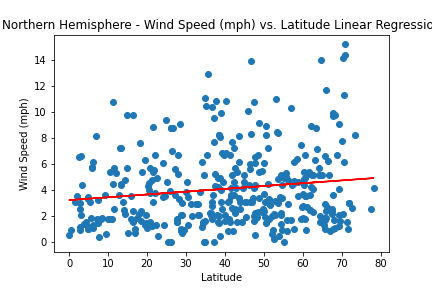 Northern Hemisphere - Wind Speed (mph) vs. Latitude Linear Regressio
14
12
10
8
6
4
2
0
Wind Speed (mph)
0 10 20 30 40 50 60 70 80
Latitude